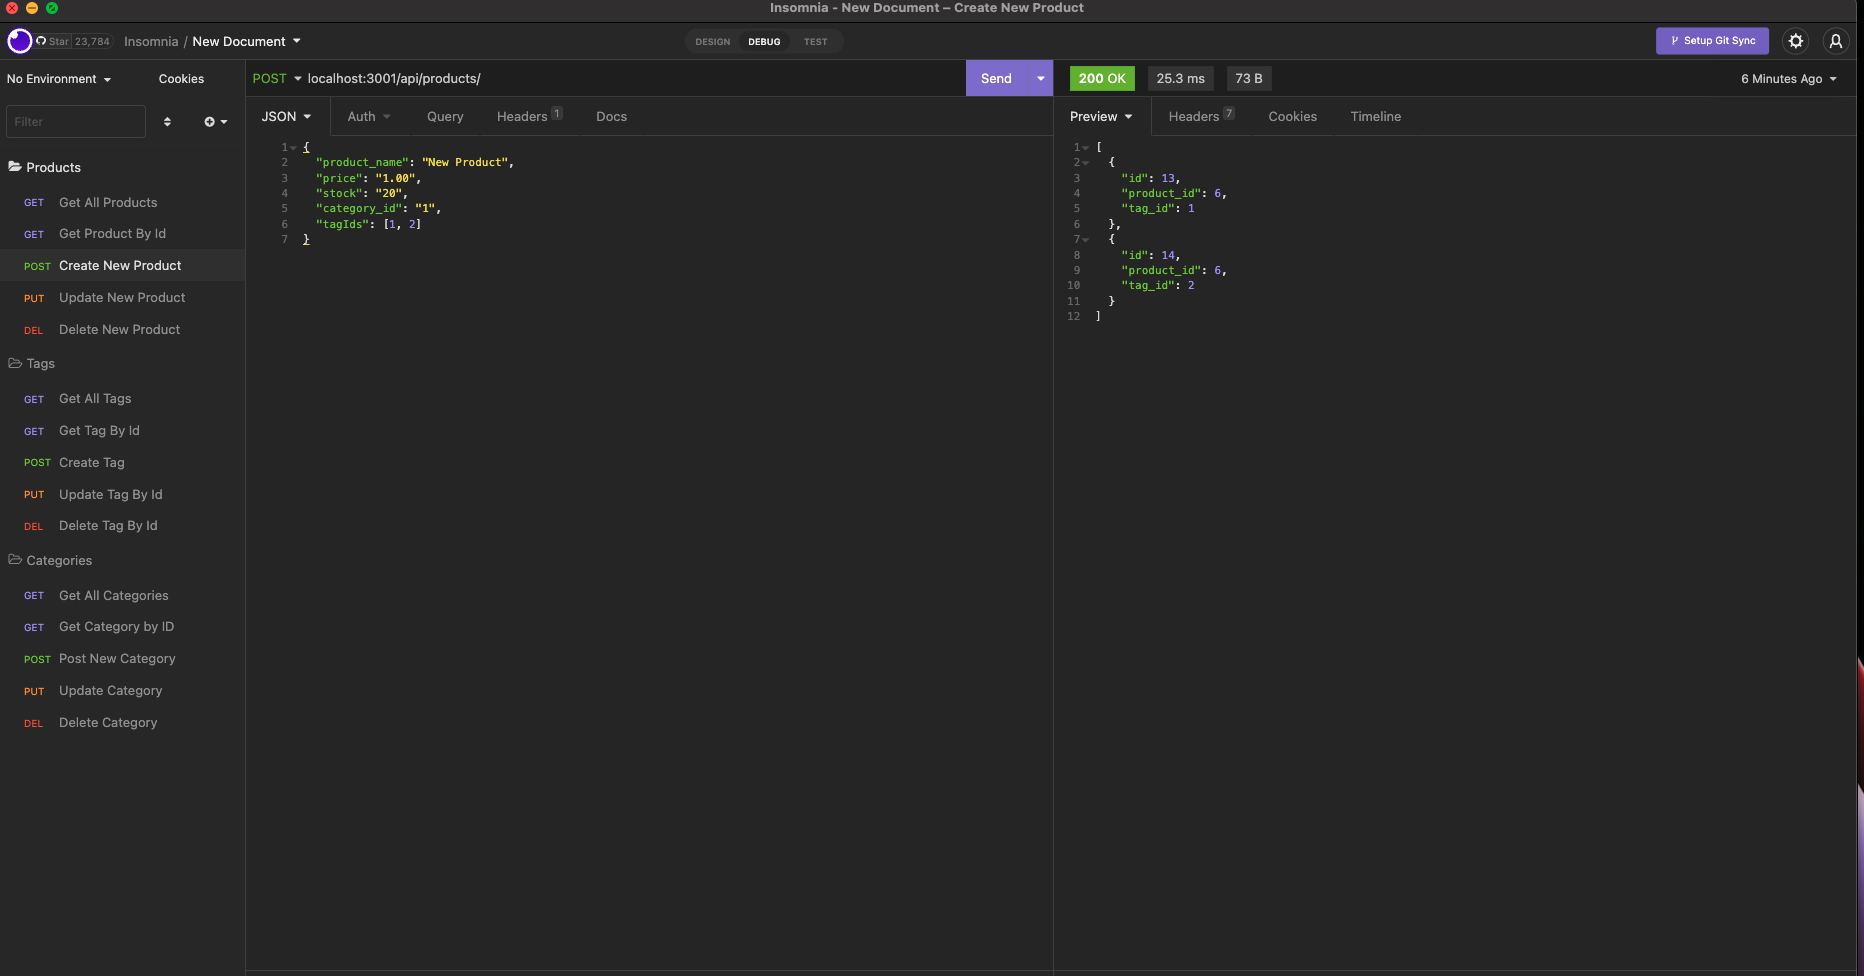 Insomnia - New Document – Create New Product
Star 23,784 Insomnia / New Document DESIGN DEBUG TEST Setup Git Sync
No Environment Cookies POST localhost:3001/api/products/ Send 200 OK 25.3 ms 73 B 6 Minutes Ago
Filter
JSON Auth Query Headers 1 Docs
Preview Headers 7 Cookies Timeline
Products
GET Get All Products
GET Get Product By Id
POST Create New Product
PUT Update New Product
DEL Delete New Product
Tags
GET Get All Tags
GET Get Tag By Id
POST Create Tag
PUT Update Tag By Id
DEL Delete Tag By Id
Categories
GET Get All Categories
GET Get Category by ID
POST Post New Category
PUT Update Category
DEL Delete Category
1 {
2 "product_name": "New Product",
3 "price": "1.00",
4 "stock": "20",
5 "category_id": "1",
6 "tagIds": [1, 2]
7 }
1 [
2 {
3 "id": 13,
4 "product_id": 6,
5 "tag_id": 1
6 },
7 {
8 "id": 14,
9 "product_id": 6,
10 "tag_id": 2
11 }
12 ]